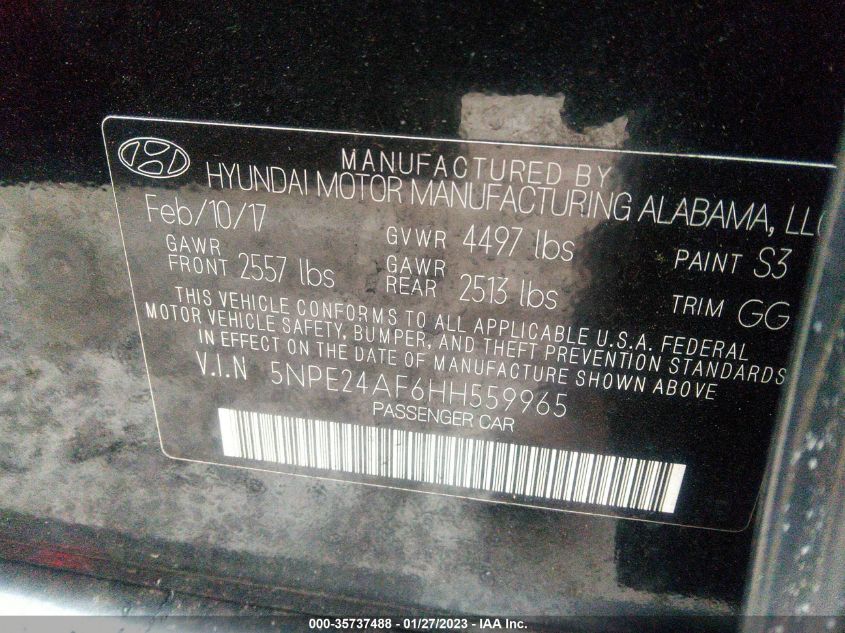 MANUFACTURED BY
HYUNDAI MOTOR MANUFACTURING ALABAMA, LLC
Feb/10/17 GVWR 4497 lbs PAINT S3
GAWR FRONT 2557 lbs GAWR REAR 2513 lbs TRIM GG
THIS VEHICLE CONFORMS TO ALL APPLICABLE U.S.A. FEDERAL
MOTOR VEHICLE SAFETY, BUMPER, AND THEFT PREVENTION STANDARDS
IN EFFECT ON THE DATE OF MANUFACTURE SHOWN ABOVE
V.I.N 5NPE24AF6HH559965
PASSENGER CAR
000-35737488 - 01/27/2023 - IAA Inc.